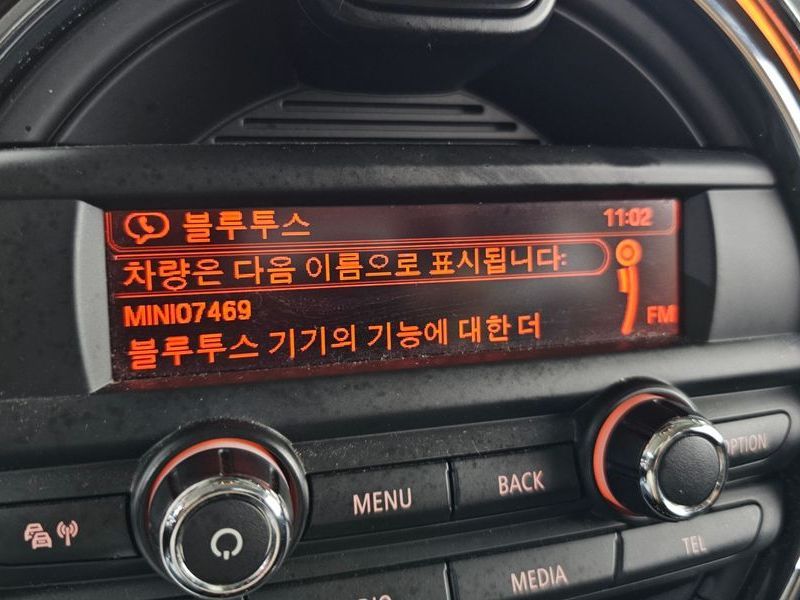 블루투스 11:02
차량은 다음 이름으로 표시됩니다:
MINI07469
FM
블루투스 기기의 기능에 대한 더
OPTION
MENU BACK
TEL
MEDIA